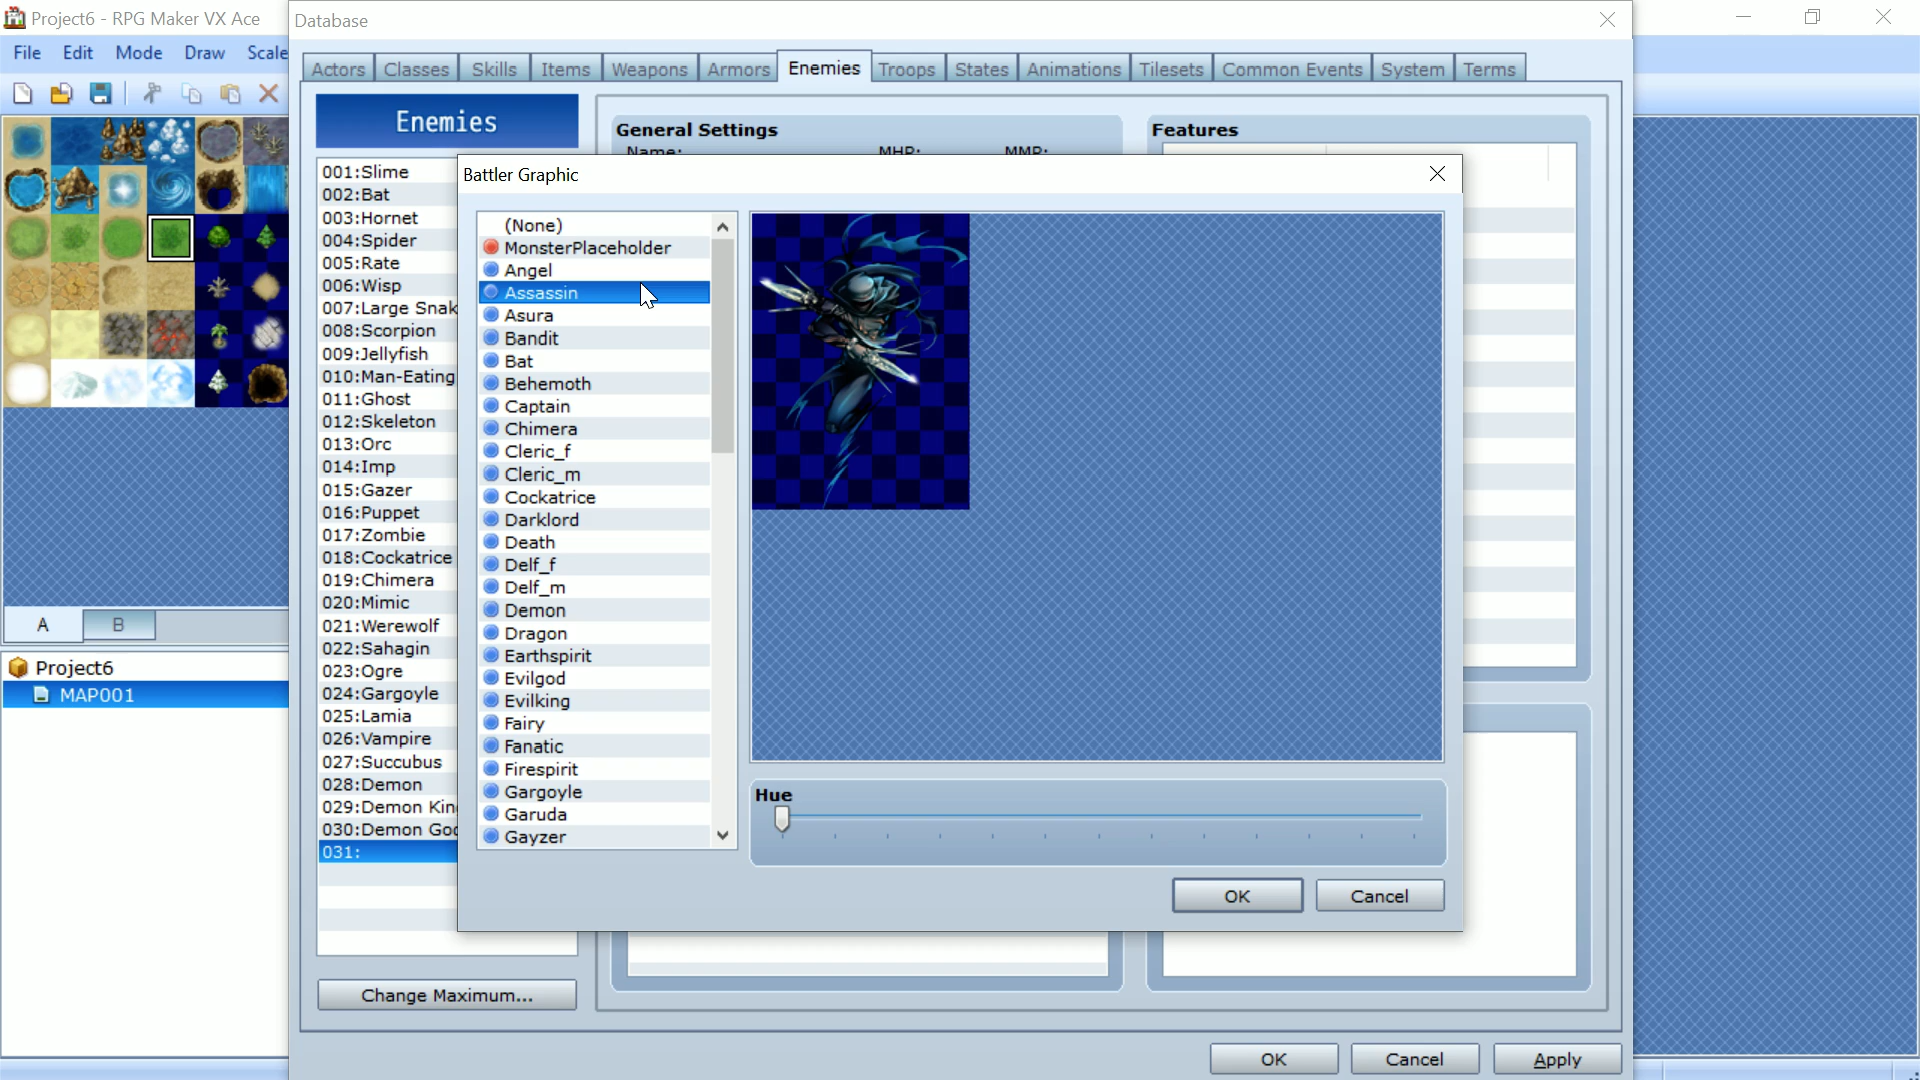 Project6 - RPG Maker VX Ace
File Edit Mode Draw Scale
Database
Actors Classes Skills Items Weapons Armors Enemies Troops States Animations Tilesets Common Events System Terms
Enemies
001:Slime
002:Bat
003:Hornet
004:Spider
005:Rate
006:Wisp
007:Large Snak
008:Scorpion
009:Jellyfish
010:Man-Eating
011:Ghost
012:Skeleton
013:Orc
014:Imp
015:Gazer
016:Puppet
017:Zombie
018:Cockatrice
019:Chimera
020:Mimic
021:Werewolf
022:Sahagin
023:Ogre
024:Gargoyle
025:Lamia
026:Vampire
027:Succubus
028:Demon
029:Demon Kin
030:Demon Go
031:
Change Maximum...
General Settings
Name: MHP: MMP:
Features
Battler Graphic
(None)
MonsterPlaceholder
Angel
Assassin
Asura
Bandit
Bat
Behemoth
Captain
Chimera
Cleric_f
Cleric_m
Cockatrice
Darklord
Death
Delf_f
Delf_m
Demon
Dragon
Earthspirit
Evilgod
Evilking
Fairy
Fanatic
Firespirit
Gargoyle
Garuda
Gayzer
Hue
OK Cancel
A B
Project6
MAP001
OK Cancel Apply